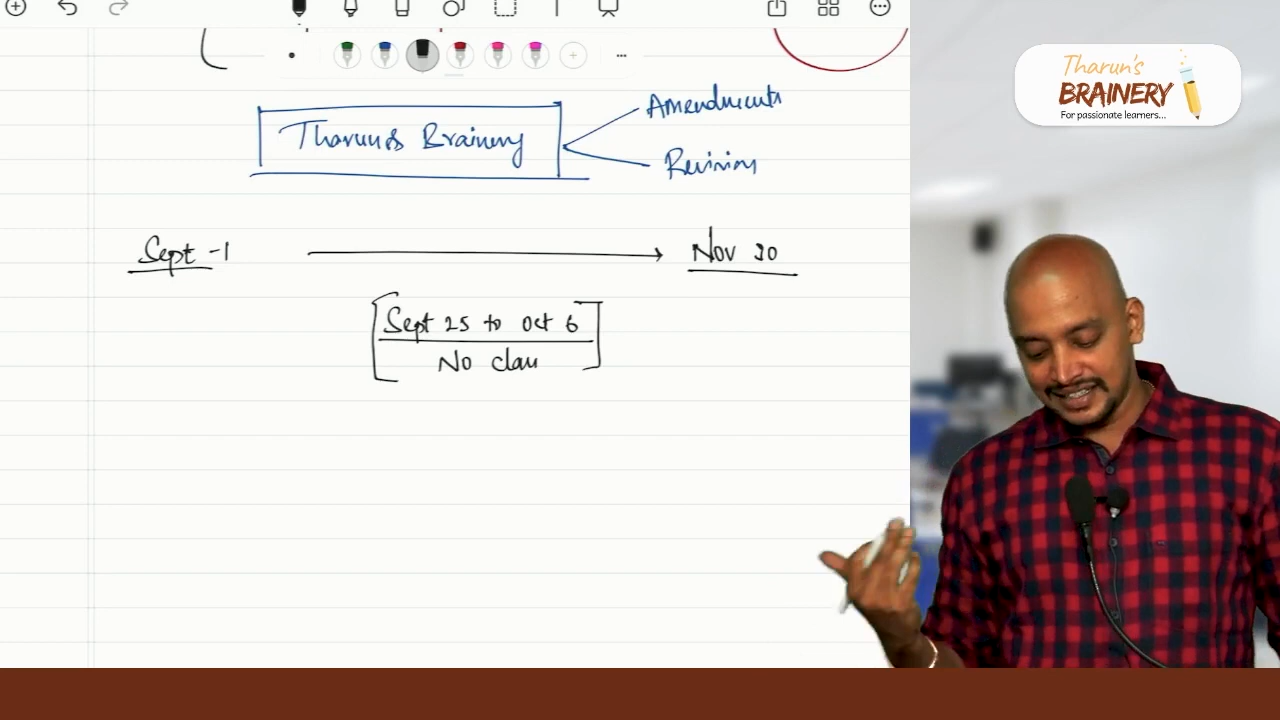 Tharun's
BRAINERY
For passionate learners...
Tharun's Brainery
Amendments
Revision
Sept - 1
Nov 30
Sept 25 to Oct 6
No class